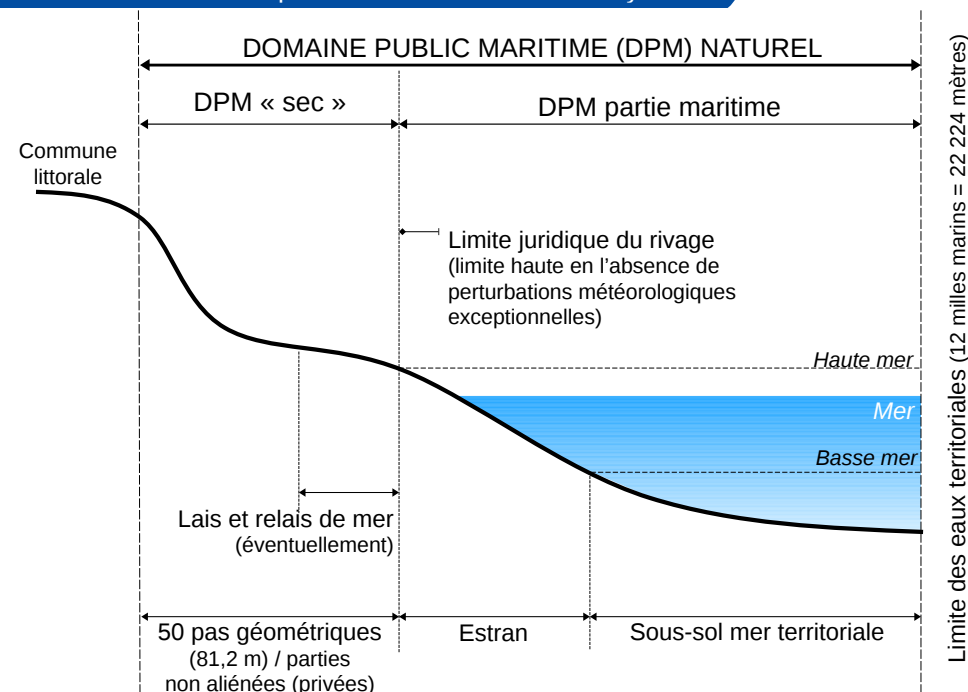 DOMAINE PUBLIC MARITIME (DPM) NATUREL
DPM « sec »
DPM partie maritime
Commune
littorale
Limite juridique du rivage
(limite haute en l’absence de
perturbations météorologiques
exceptionnelles)
Haute mer
Mer
Basse mer
Lais et relais de mer
(éventuellement)
50 pas géométriques
(81,2 m) / parties
non aliénées (privées)
Estran
Sous-sol mer territoriale
Limite des eaux territoriales (12 milles marins = 22 224 mètres)